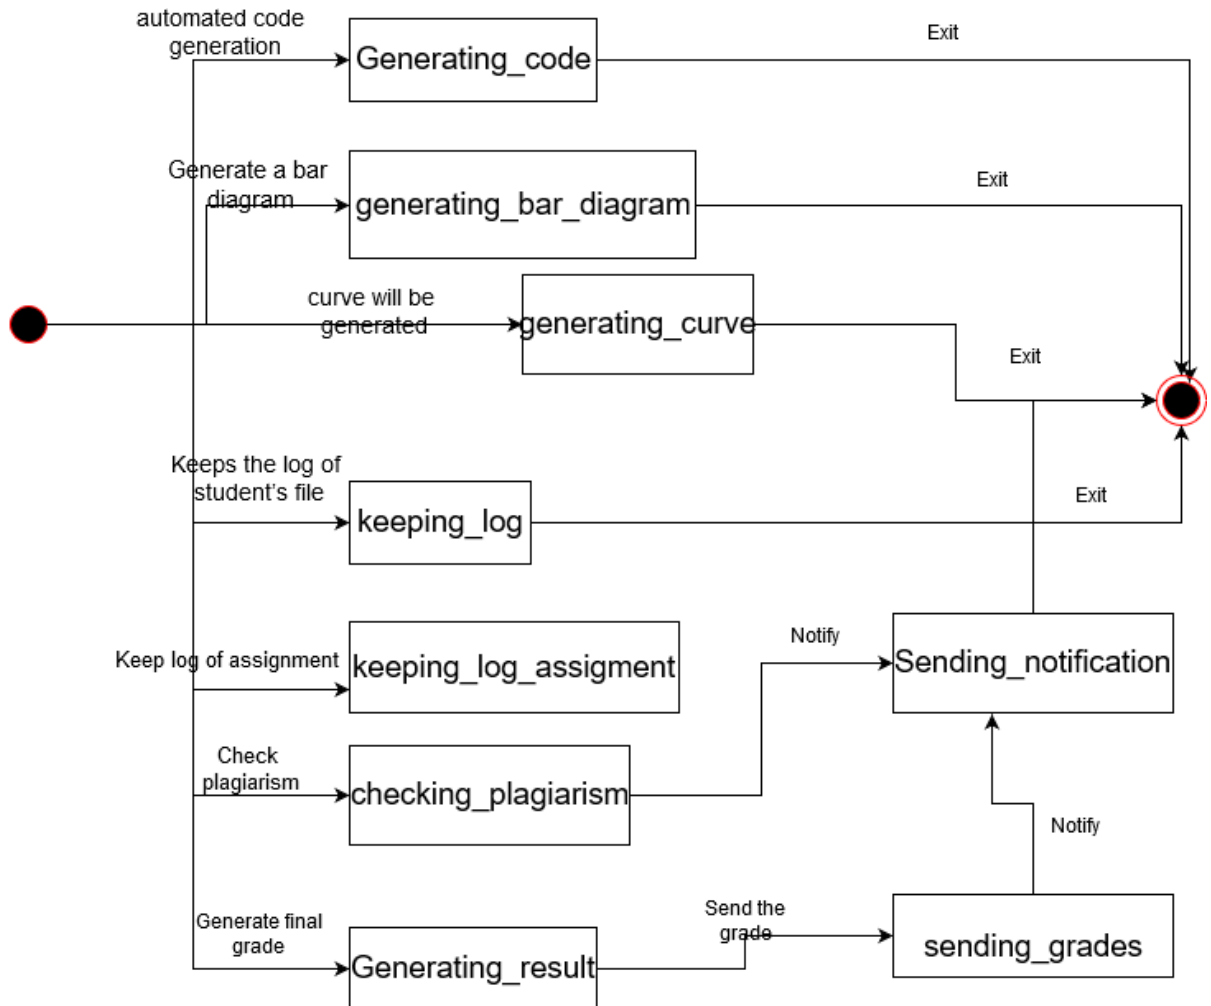 automated code
generation
Generating_code
Exit
Generate a bar
diagram
generating_bar_diagram
Exit
curve will be
generated
generating_curve
Exit
Keeps the log of
student's file
keeping_log
Exit
Keep log of assignment
keeping_log_assigment
Notify
Sending_notification
Check
plagiarism
checking_plagiarism
Notify
Generate final
grade
Generating_result
Send the
grade
sending_grades